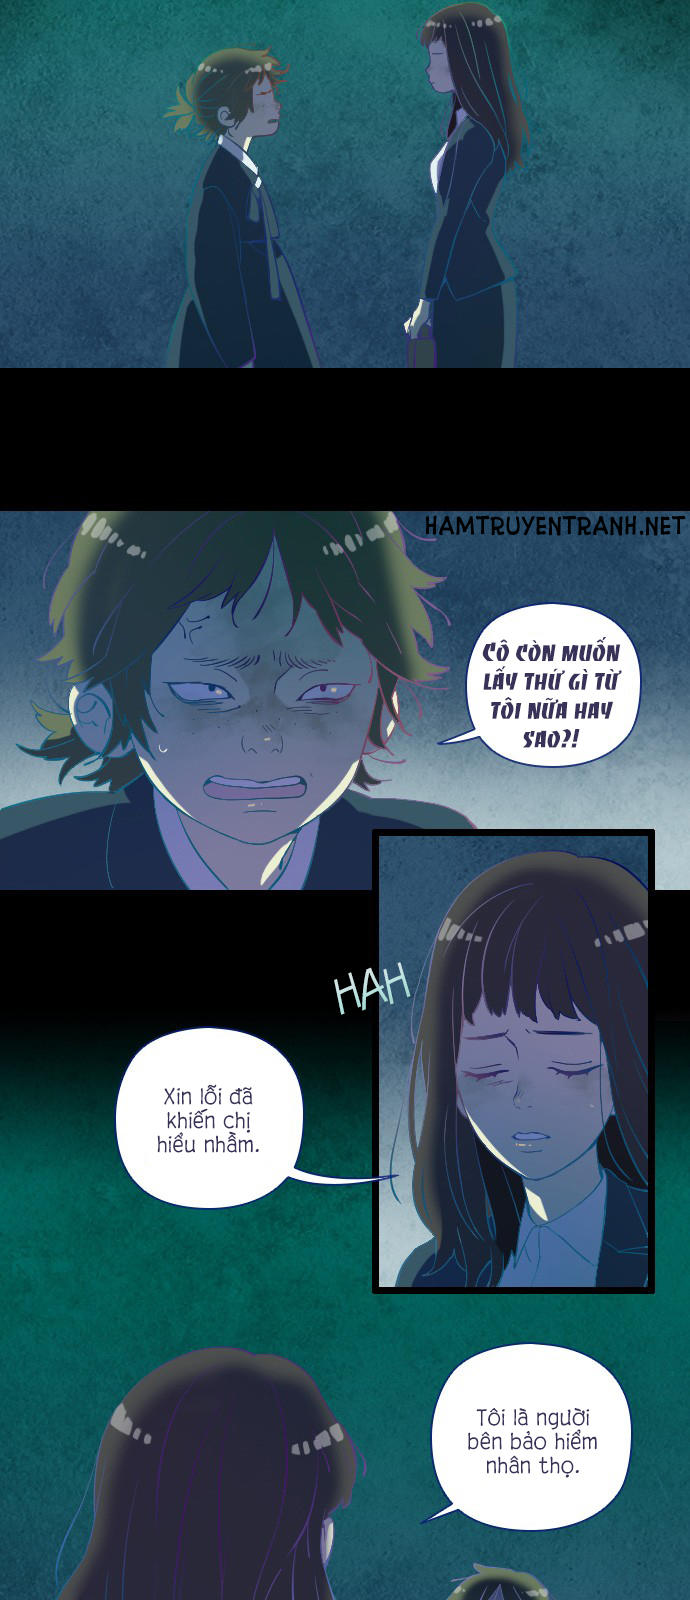 HAMTRUYENTRANH.NET
CÔ CÒN MUỐN
LẤY THỨ GÌ TỪ
TÔI NỮA HAY
SAO?!
HAH
Xin lỗi đã
khiến chị
hiểu nhầm.
Tôi là người
bên bảo hiểm
nhân thọ.